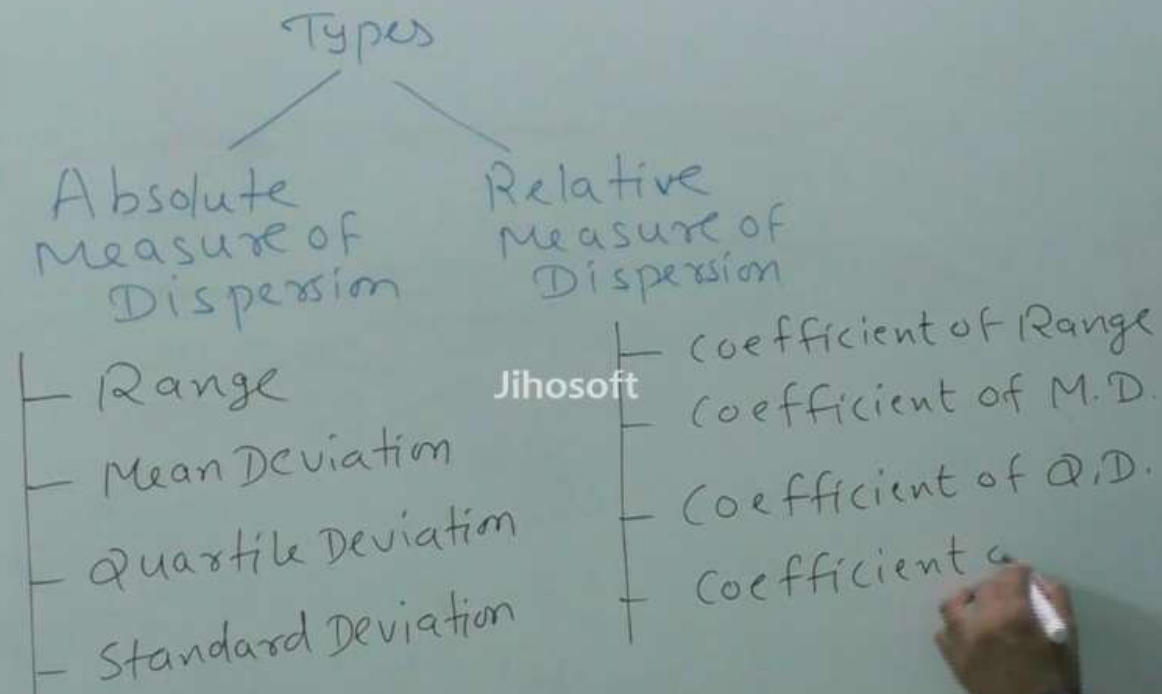 Types
Absolute
Measure of
Dispersion
Relative
Measure of
Dispersion
Range
Mean Deviation
Quartile Deviation
Standard Deviation
Coefficient of Range
Coefficient of M.D.
Coefficient of Q.D.
Coefficient
Jihosoft